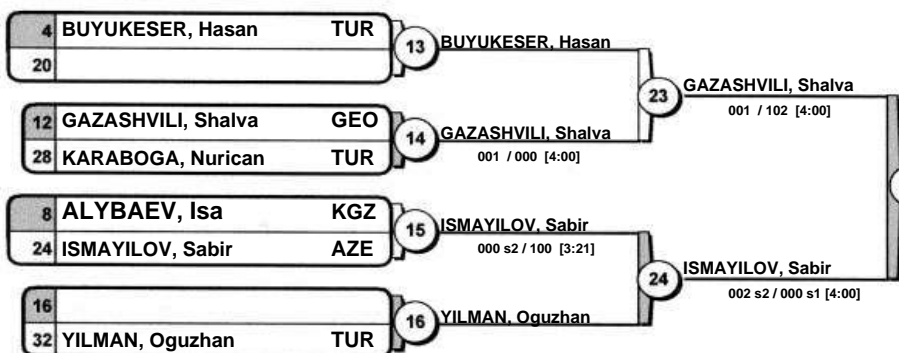 4 BUYUKESER, Hasan TUR
20
13 BUYUKESER, Hasan
12 GAZASHVILI, Shalva GEO
28 KARABOGA, Nurican TUR
14 GAZASHVILI, Shalva
001 / 000 [4:00]
23 GAZASHVILI, Shalva
001 / 102 [4:00]
8 ALYBAEV, Isa KGZ
24 ISMAYILOV, Sabir AZE
15 ISMAYILOV, Sabir
000 s2 / 100 [3:21]
16
32 YILMAN, Oguzhan TUR
16 YILMAN, Oguzhan
24 ISMAYILOV, Sabir
002 s2 / 000 s1 [4:00]